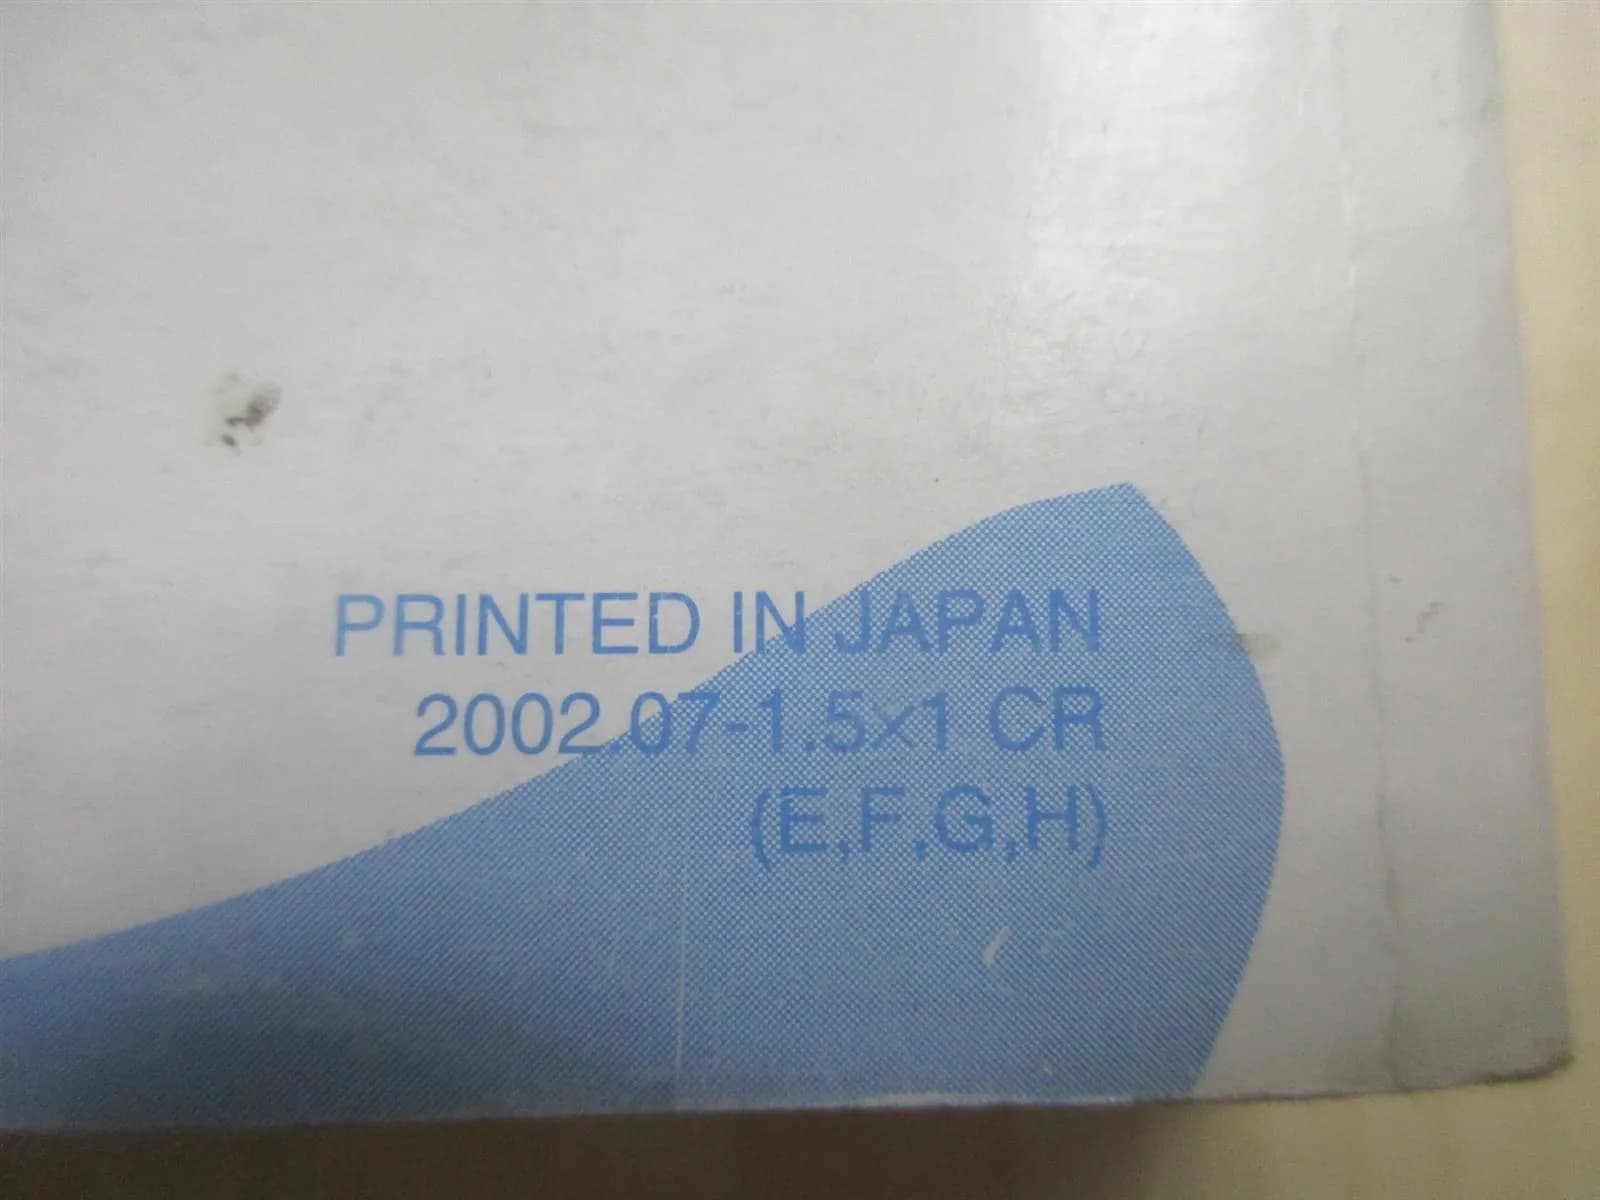 PRINTED IN JAPAN
2002.07-1.5×1 CR
(E,F,G,H)